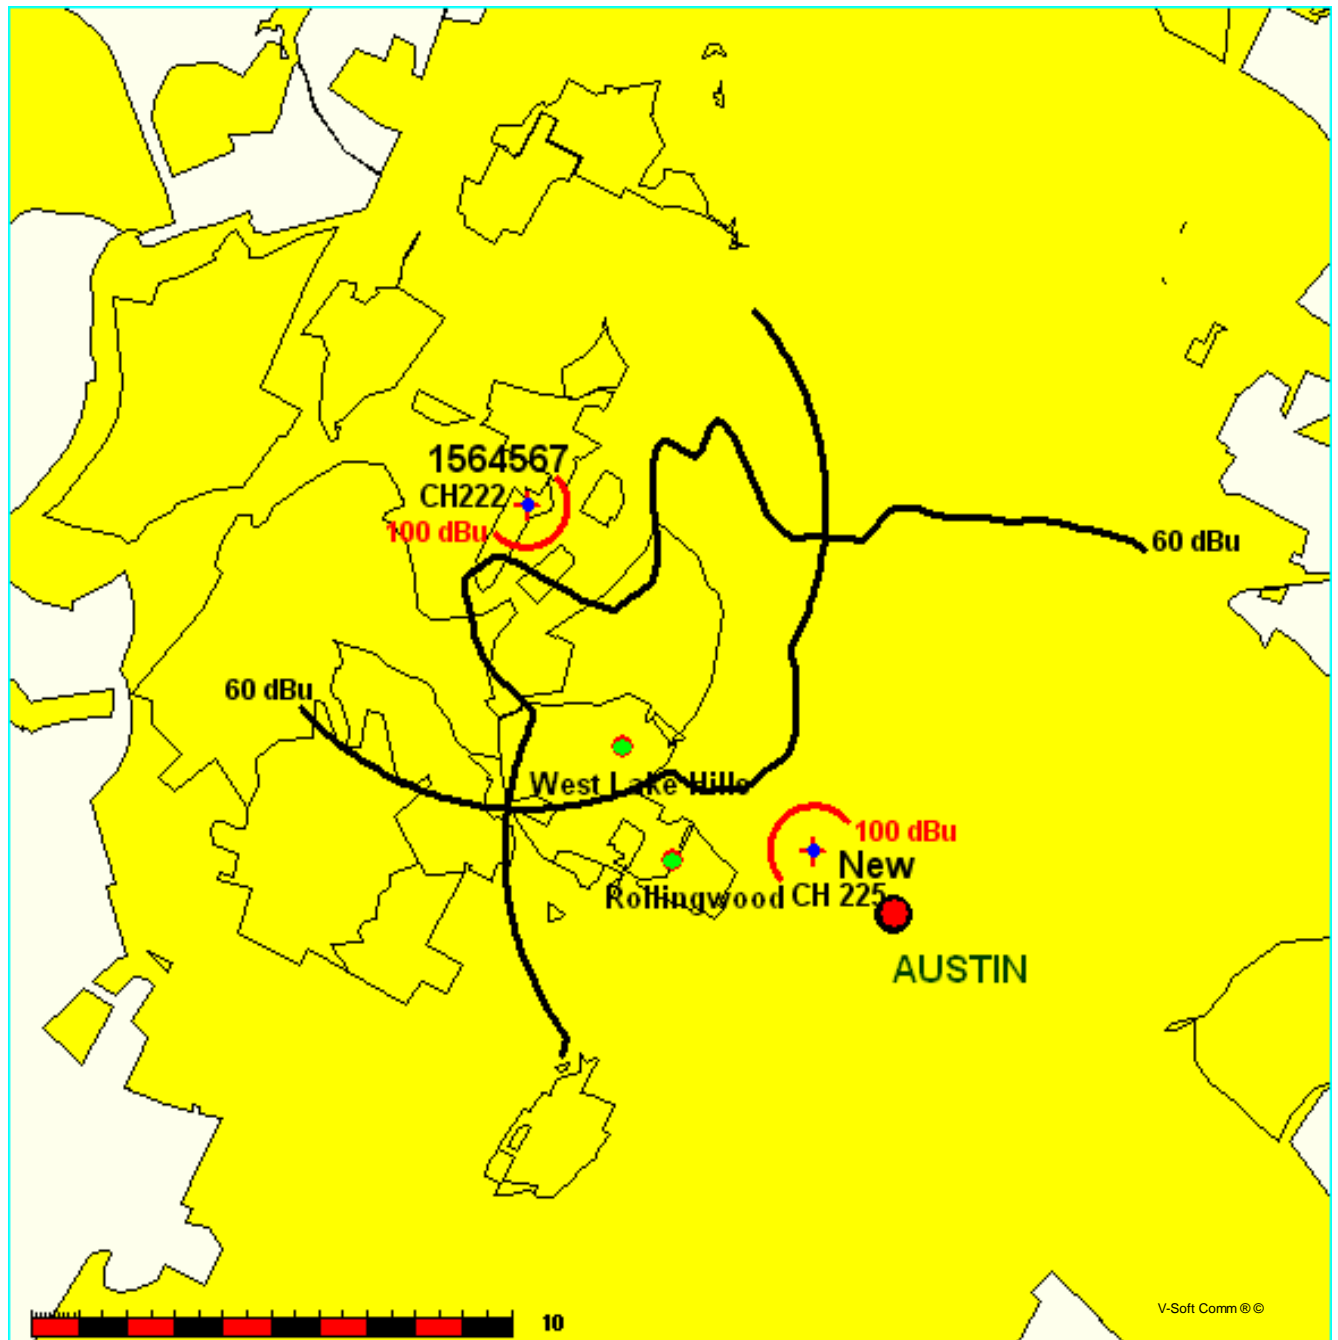 1564567
CH222
100 dBu
60 dBu
60 dBu
West Lake Hills
100 dBu
New
Rollingwood
CH 225
AUSTIN
V-Soft Comm ® ©
10